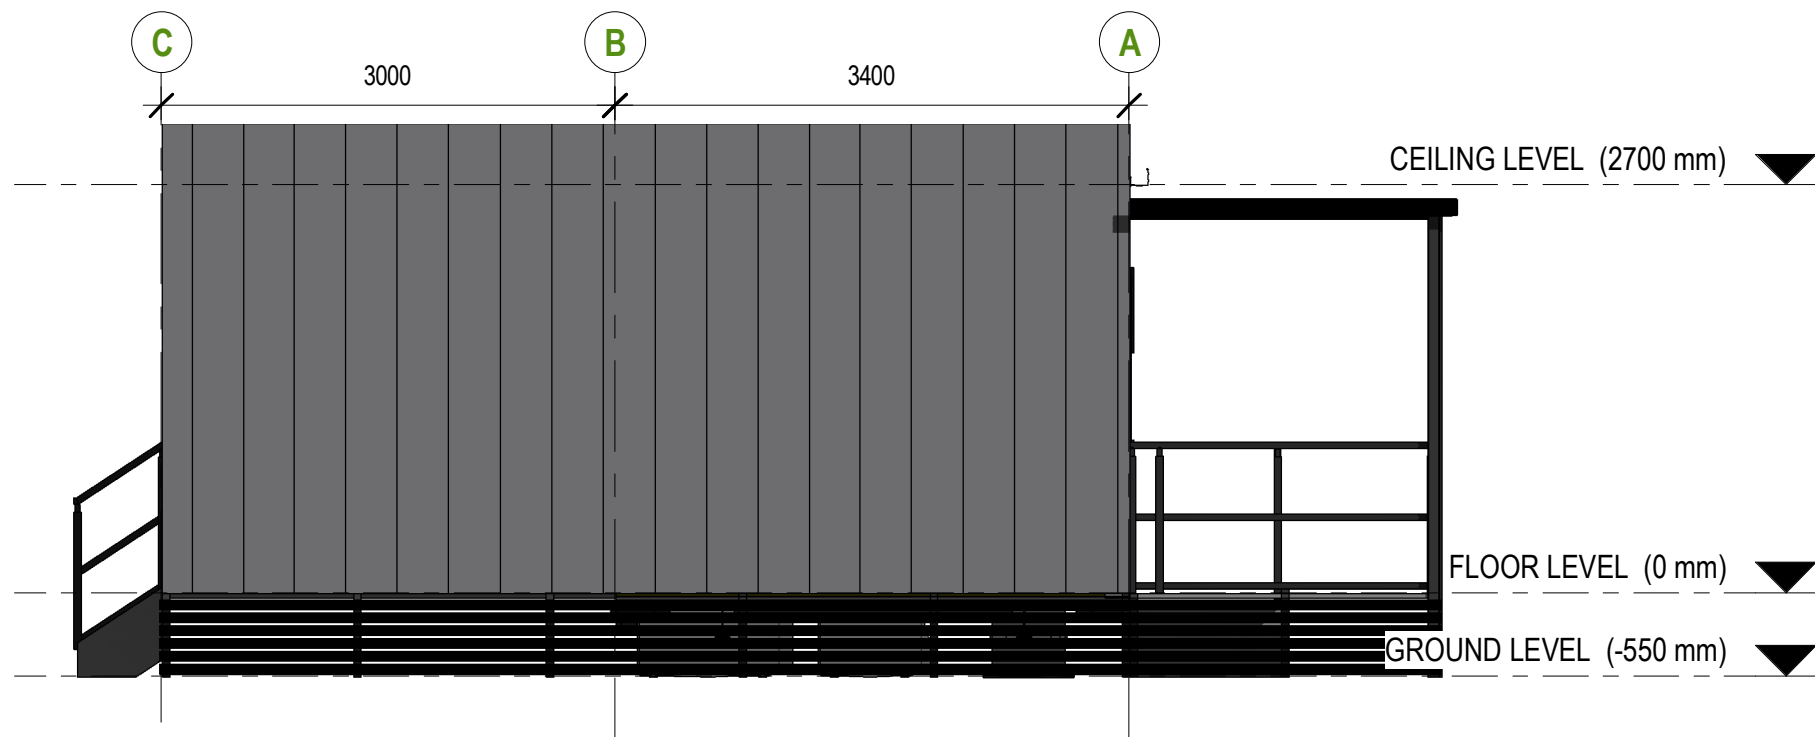 C B A
3000 3400
CEILING LEVEL (2700 mm)
FLOOR LEVEL (0 mm)
GROUND LEVEL (-550 mm)